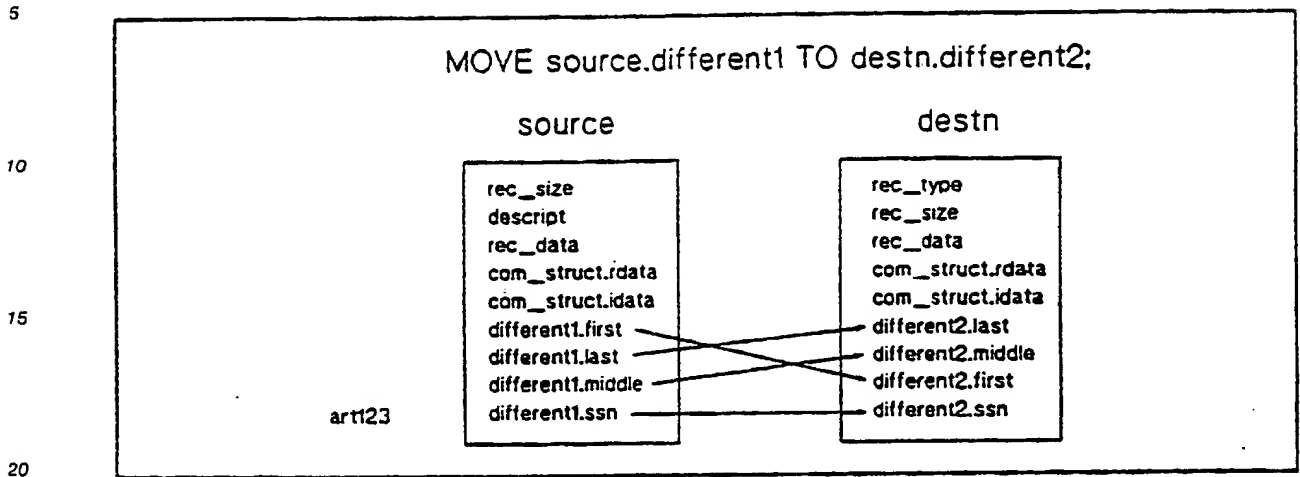 5
MOVE source.different1 TO destn.different2;
source destn
10
rec_size
descript
rec_data
com_struct.rdata
com_struct.idata
different1.first
different1.last
different1.middle
different1.ssn
rec_type
rec_size
rec_data
com_struct.rdata
com_struct.idata
different2.last
different2.middle
different2.first
different2.ssn
15
art123
20